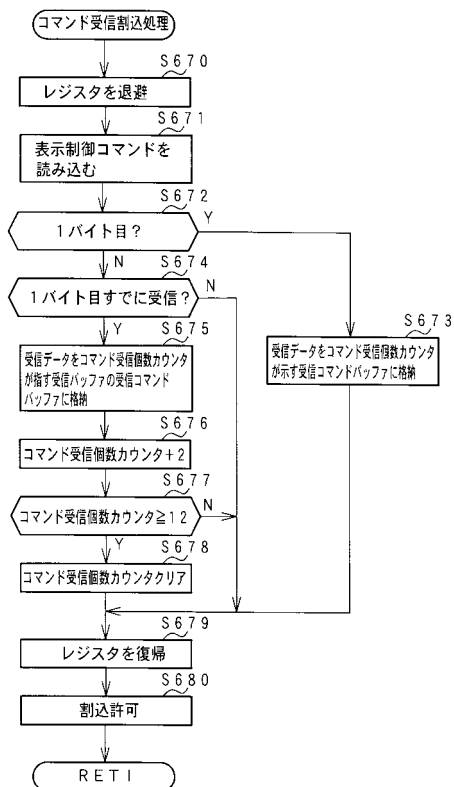 コマンド受信割込処理
S670
レジスタを退避
S671
表示制御コマンドを
読み込む
S672
1バイト目?
Y
N
S674
1バイト目すでに受信?
N
Y
S673
受信データをコマンド受信個数カウンタ
が示す受信コマンドバッファに格納
S675
受信データをコマンド受信個数カウンタ
が指す受信バッファの受信コマンド
バッファに格納
S676
コマンド受信個数カウンタ+2
S677
コマンド受信個数カウンタ≧12
N
Y
S678
コマンド受信個数カウンタクリア
S679
レジスタを復帰
S680
割込許可
RETI